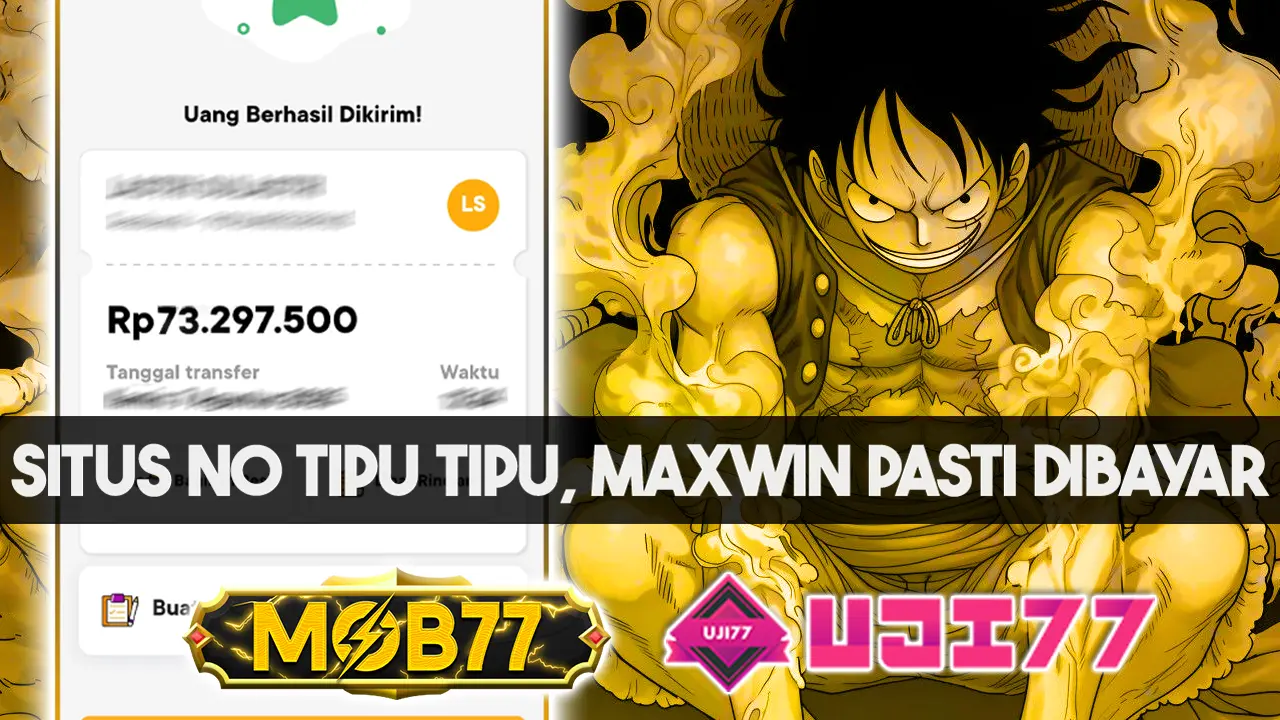 Uang Berhasil Dikirim!
LS
Rp73.297.500
Tanggal transfer
Waktu
SITUS NO TIPU TIPU, MAXWIN PASTI DIBAYAR
MOB77
UJI77
UJI77